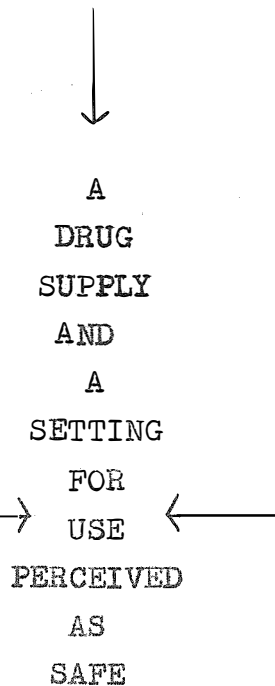 A
DRUG
SUPPLY
AND
A
SETTING
FOR
USE
PERCEIVED
AS
SAFE